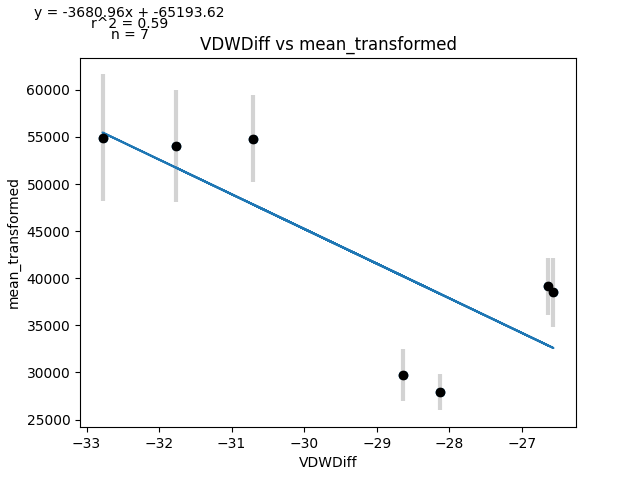 y = -3680.96x + -65193.62
r^2 = 0.59
n = 7
VDWDiff vs mean_transformed
60000
55000
50000
45000
40000
35000
30000
25000
mean_transformed
−33
−32
−31
−30
−29
−28
−27
VDWDiff